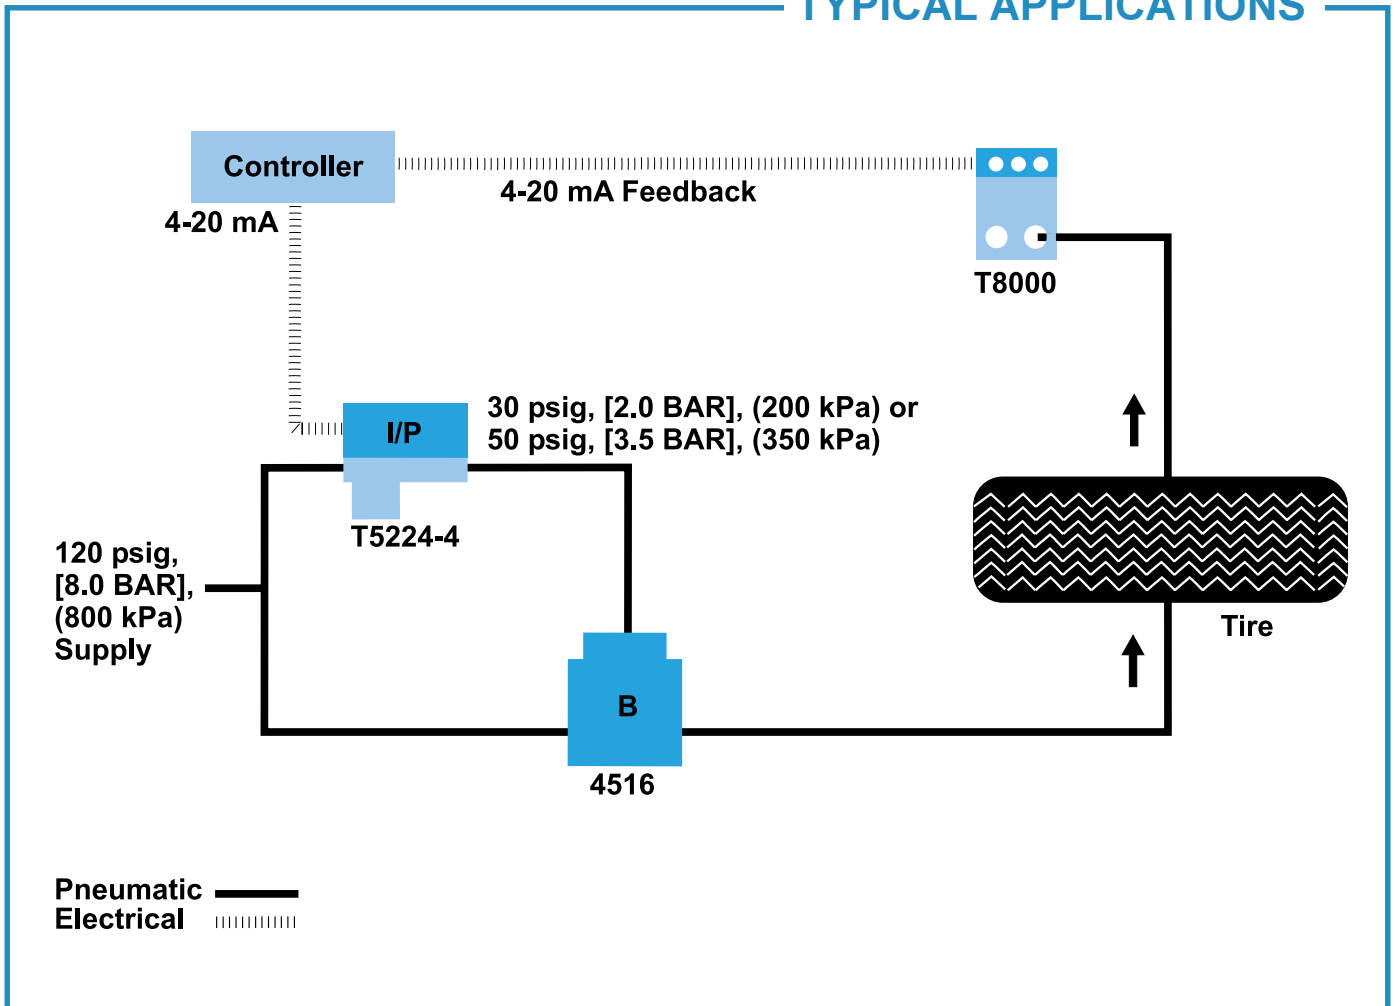 TYPICAL APPLICATIONS
Controller
4-20 mA Feedback
4-20 mA
T8000
I/P
30 psig, [2.0 BAR], (200 kPa) or
50 psig, [3.5 BAR], (350 kPa)
T5224-4
120 psig,
[8.0 BAR],
(800 kPa)
Supply
Tire
B
4516
Pneumatic
Electrical